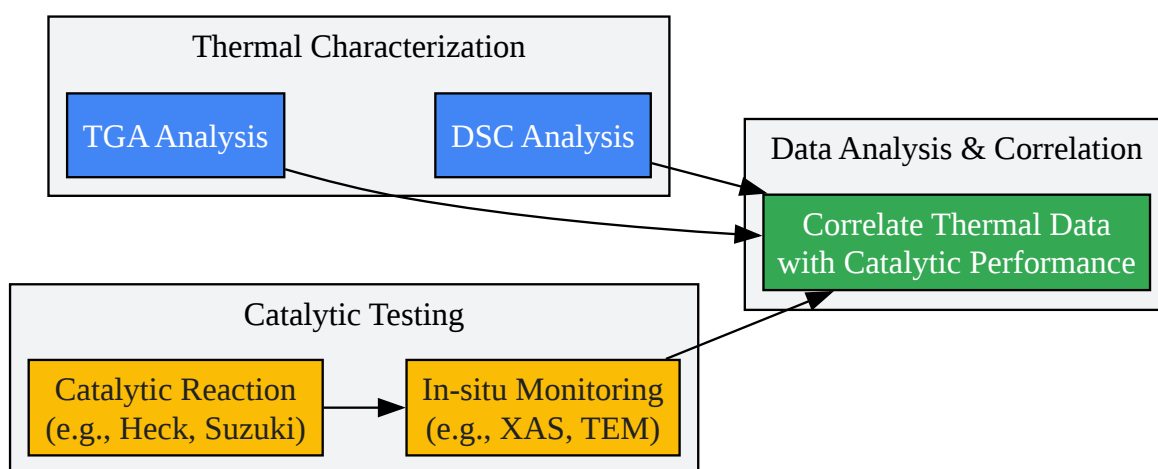 Thermal Characterization
TGA Analysis
DSC Analysis
Data Analysis & Correlation
Correlate Thermal Data
with Catalytic Performance
Catalytic Testing
Catalytic Reaction
(e.g., Heck, Suzuki)
In-situ Monitoring
(e.g., XAS, TEM)